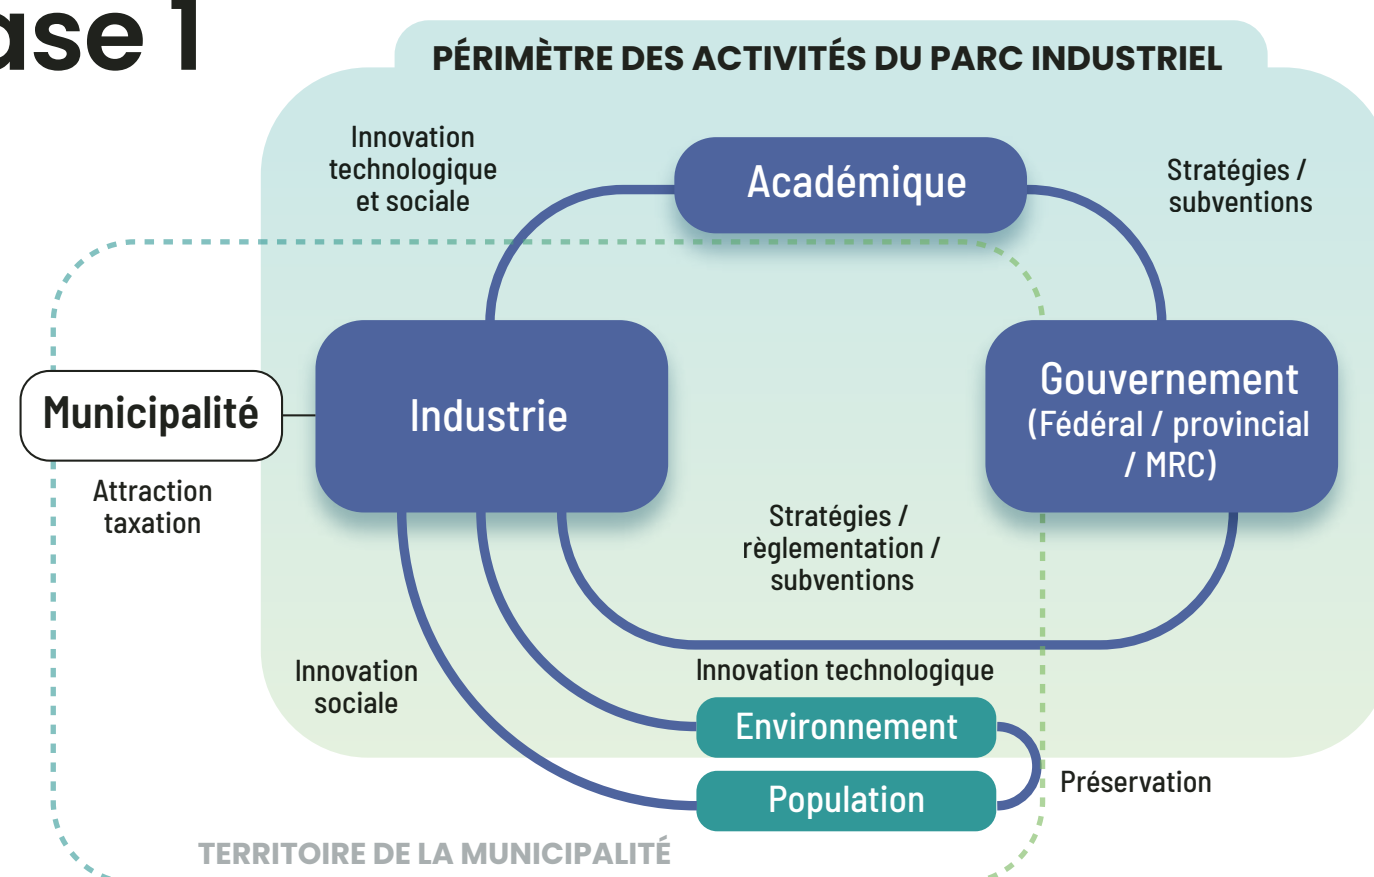 ase 1
PÉRIMÈTRE DES ACTIVITÉS DU PARC INDUSTRIEL
Innovation
technologique
et sociale
Académique
Stratégies /
subventions
Municipalité
Attraction
taxation
Industrie
Gouvernement
(Fédéral / provincial
/ MRC)
Stratégies /
règlementation /
subventions
Innovation
sociale
Innovation technologique
Environnement
Population
Préservation
TERRITOIRE DE LA MUNICIPALITÉ